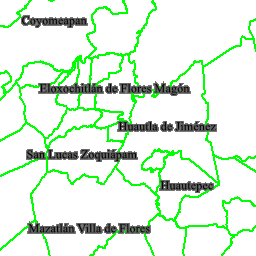 Coyomeapan
Eloxochitlán de Flores Magón
Huautla de Jiménez
San Lucas Zoquiápam
Huautepec
Mazatlán Villa de Flores